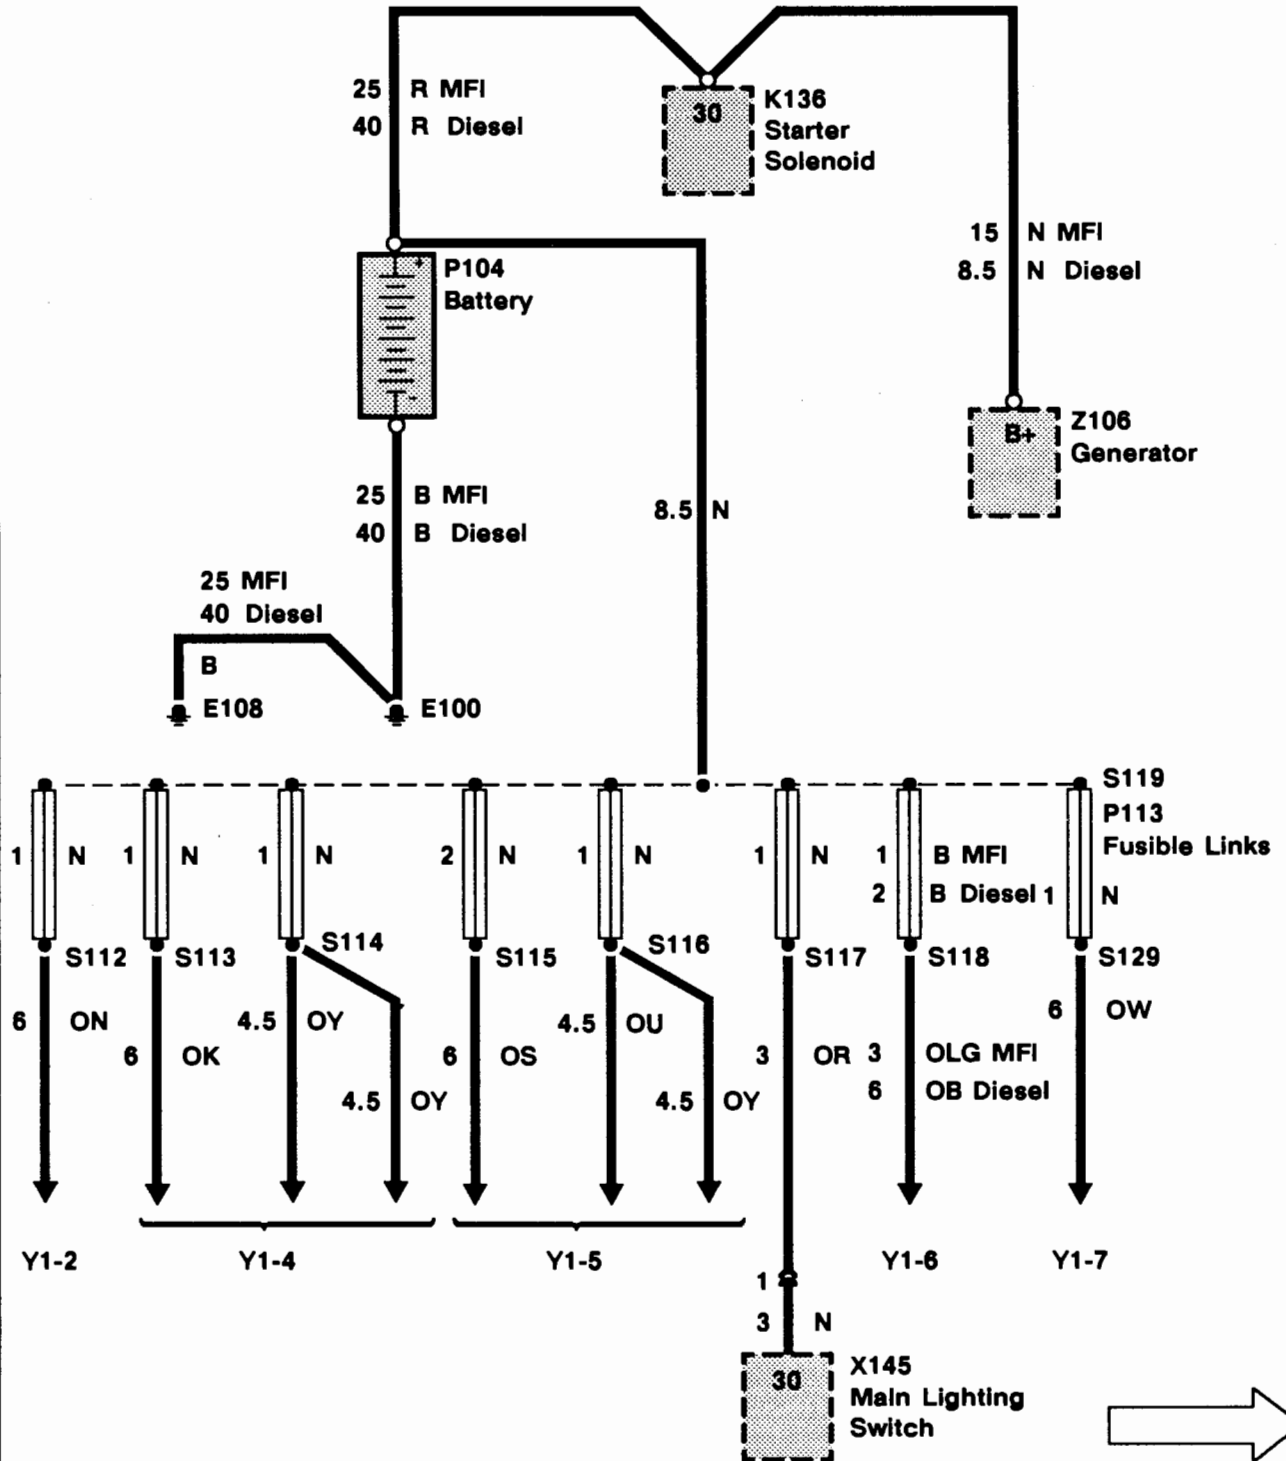 25 R MFI
40 R Diesel
30
K136
Starter
Solenoid
15 N MFI
8.5 N Diesel
+
P104
Battery
-
B+
Z106
Generator
25 B MFI
40 B Diesel
8.5 N
25 MFI
40 Diesel
B
E108
E100
S119
P113
Fusible Links
1 N
1 N
1 N
2 N
1 N
1 N
1 B MFI
2 B Diesel
1 N
S112
S113
S114
S115
S116
S117
S118
S129
6 ON
6 OK
4.5 OY
4.5 OY
6 OS
4.5 OU
4.5 OY
3 OR
3 OLG MFI
6 OB Diesel
6 OW
Y1-2
Y1-4
Y1-5
Y1-6
Y1-7
1
3 N
30
X145
Main Lighting
Switch